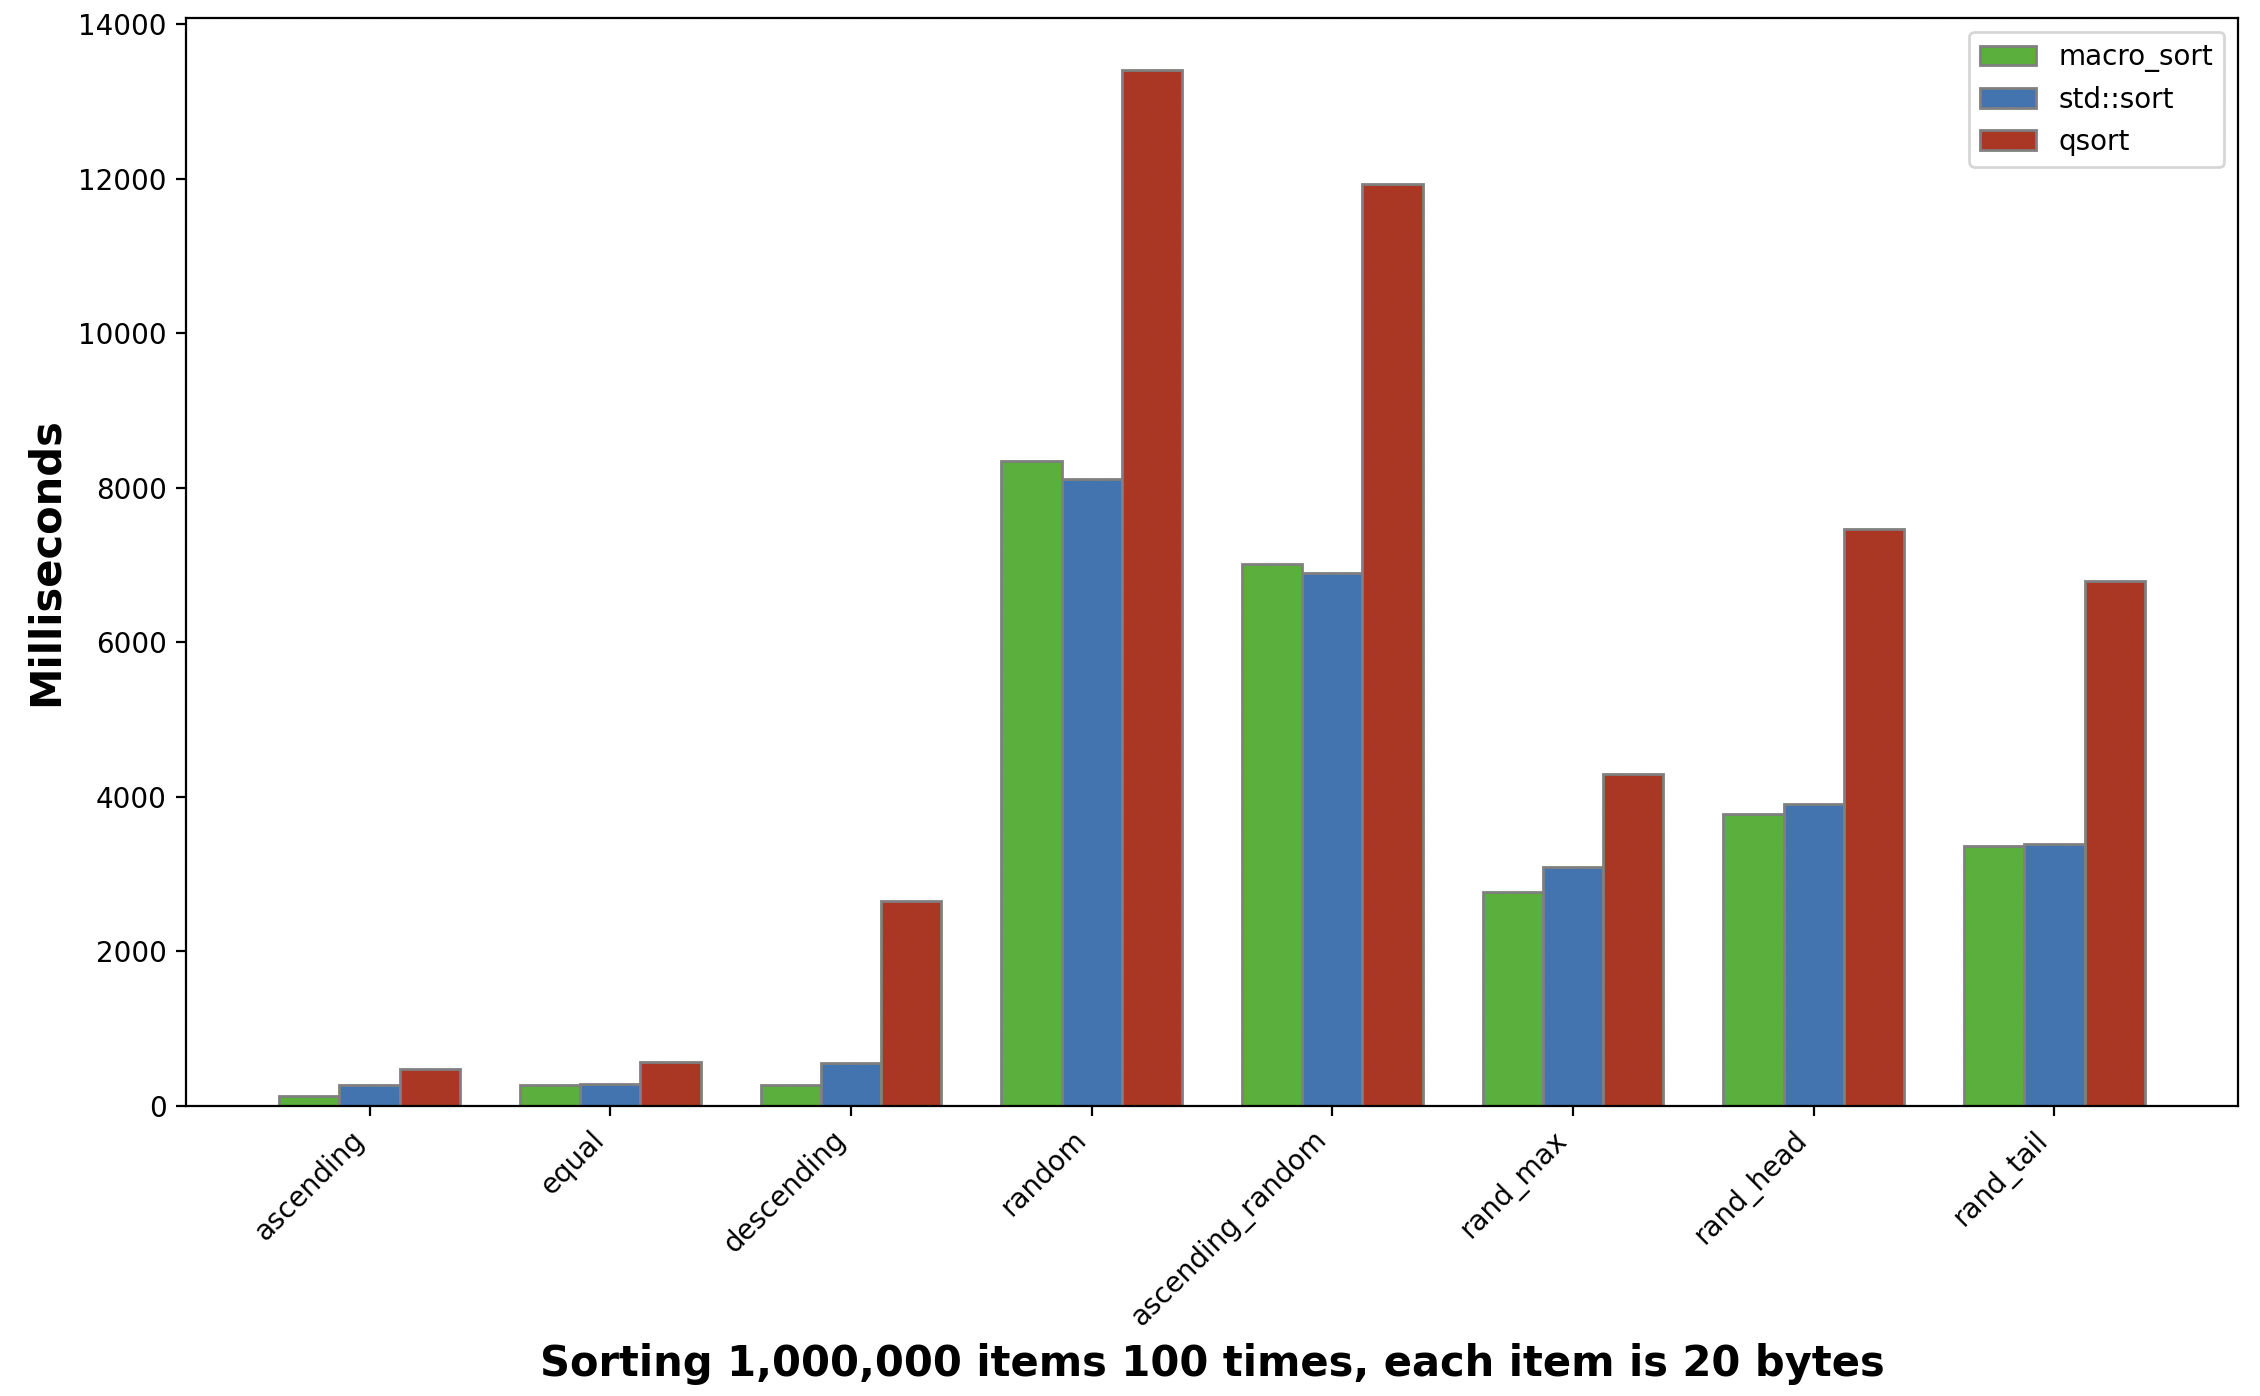 14000
12000
10000
8000
6000
4000
2000
0
Milliseconds
macro_sort
std::sort
qsort
ascending
equal
descending
random
ascending_random
rand_max
rand_head
rand_tail
Sorting 1,000,000 items 100 times, each item is 20 bytes